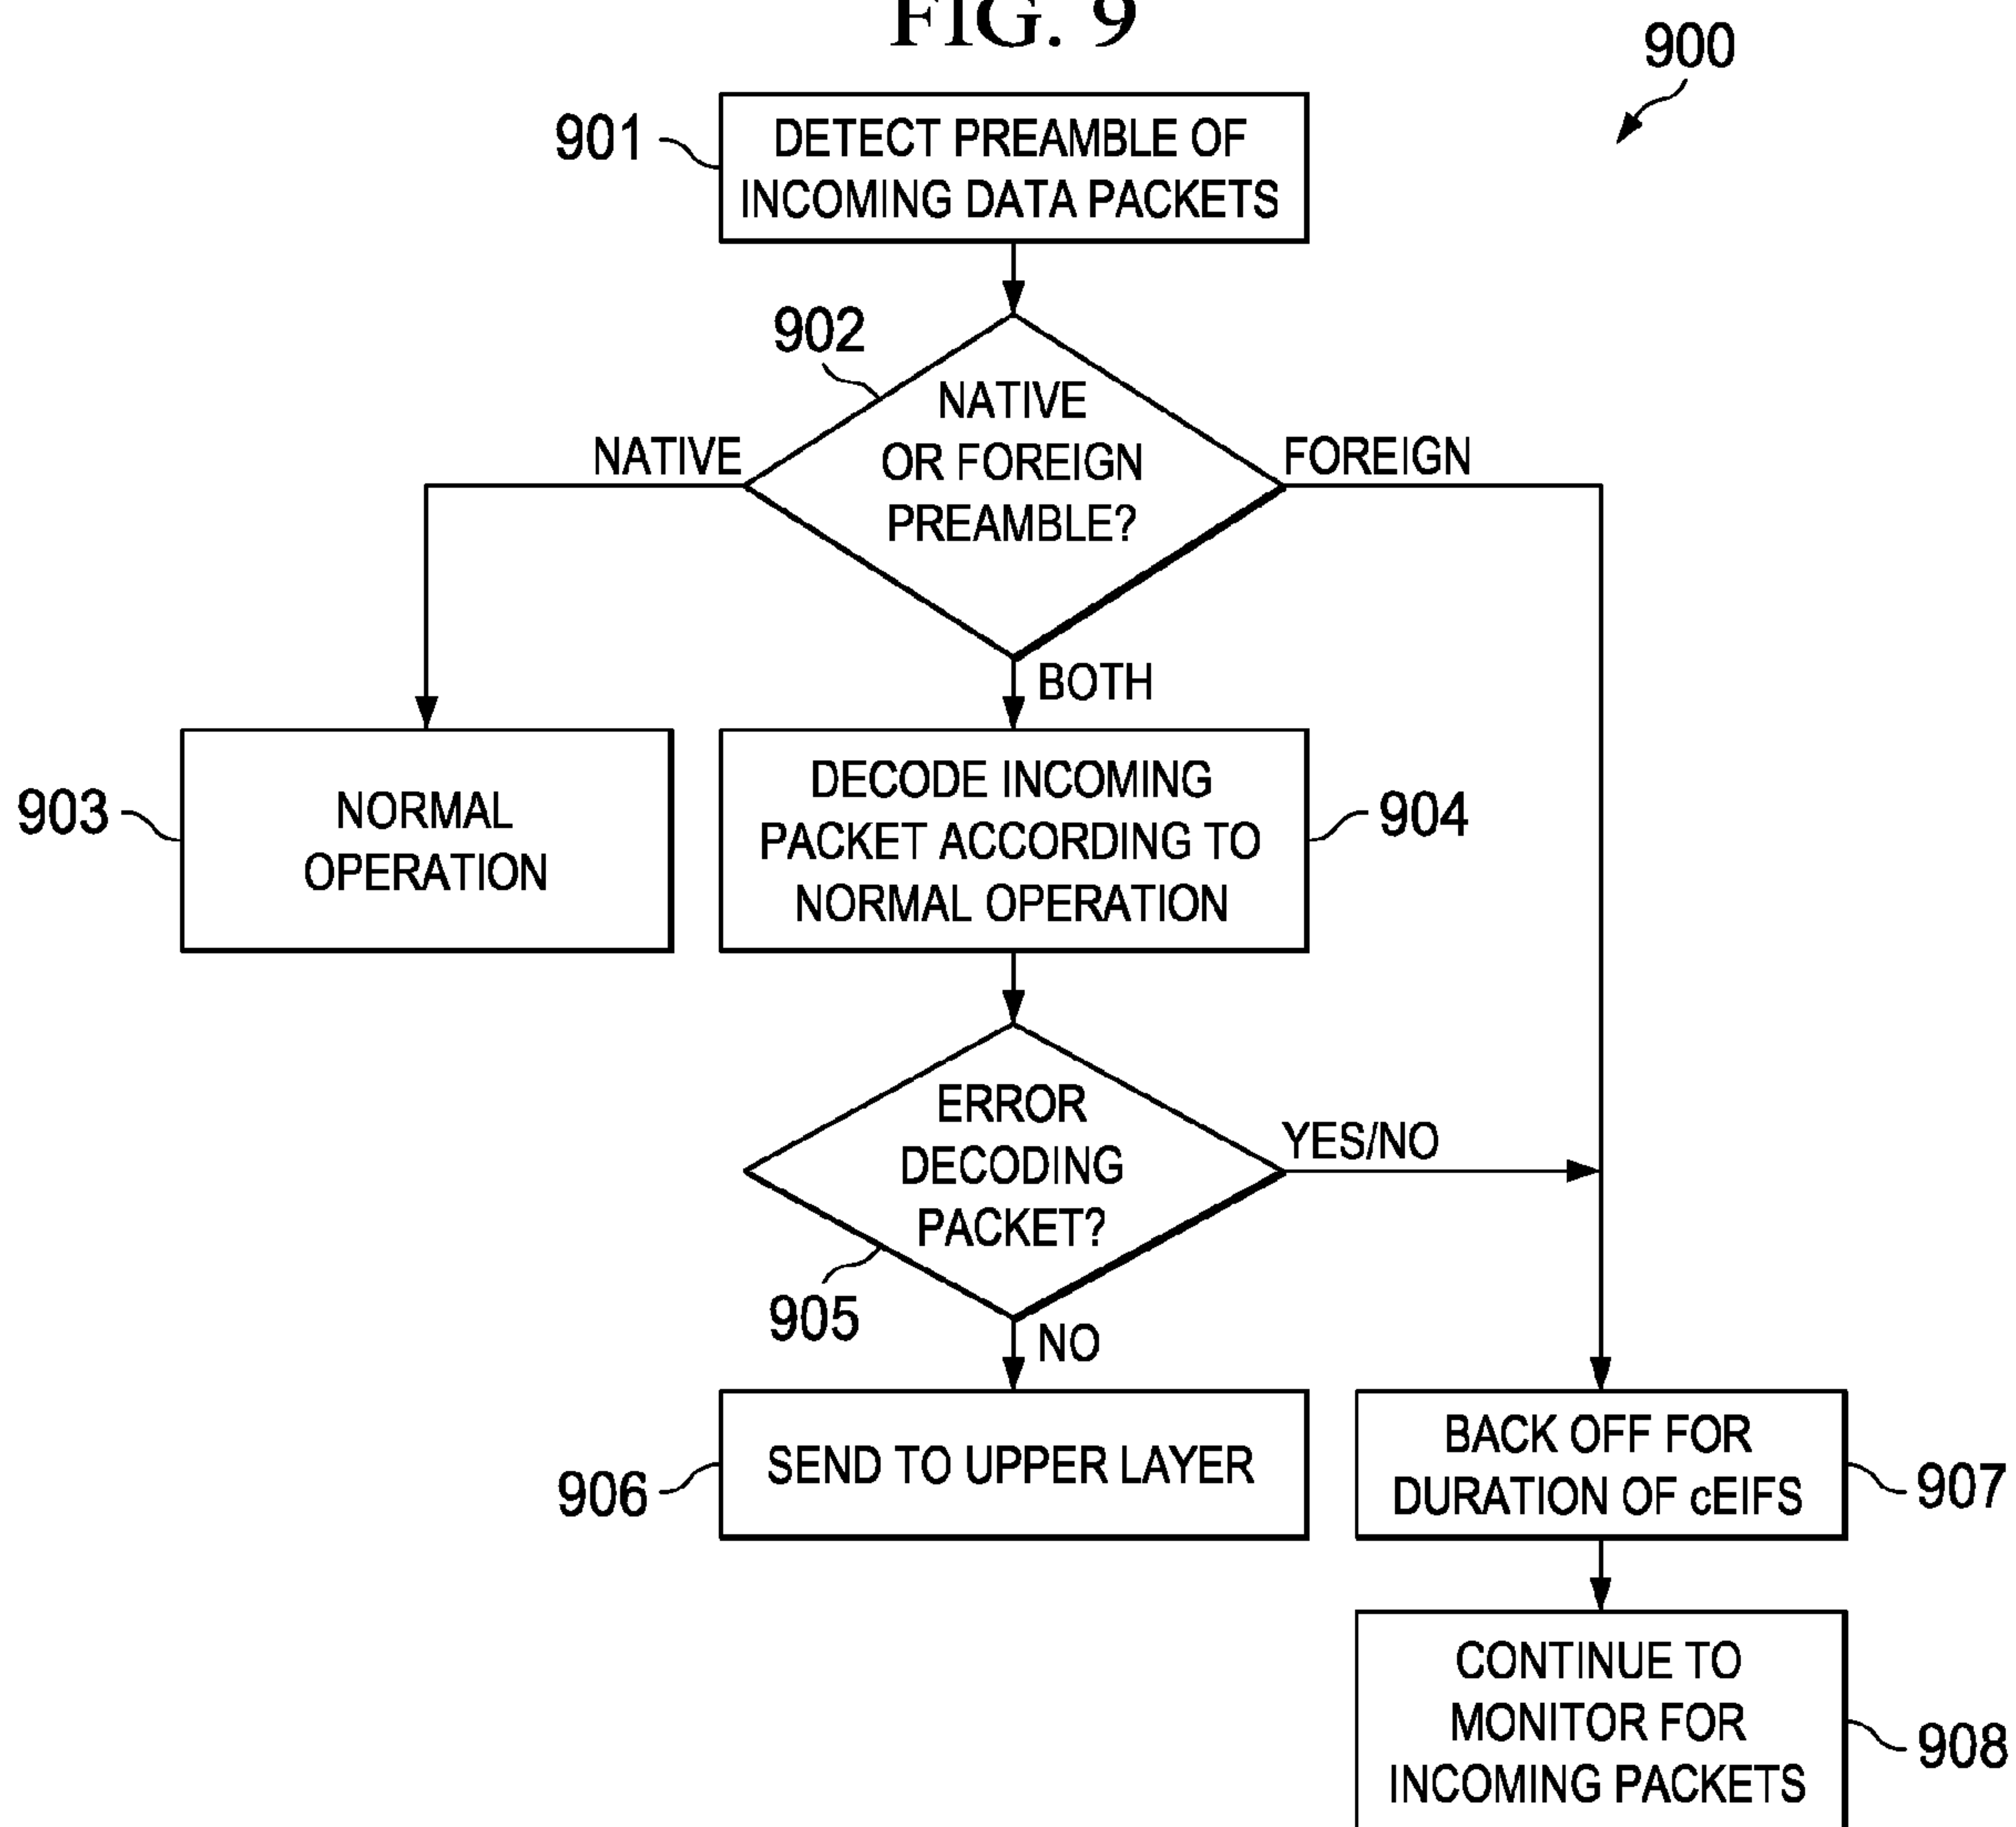 FIG. 9
900
901
DETECT PREAMBLE OF
INCOMING DATA PACKETS
902
NATIVE
OR FOREIGN
PREAMBLE?
NATIVE
FOREIGN
BOTH
903
NORMAL
OPERATION
DECODE INCOMING
PACKET ACCORDING TO
NORMAL OPERATION
904
ERROR
DECODING
PACKET?
YES/NO
905
NO
906
SEND TO UPPER LAYER
BACK OFF FOR
DURATION OF cEIFS
907
CONTINUE TO
MONITOR FOR
INCOMING PACKETS
908